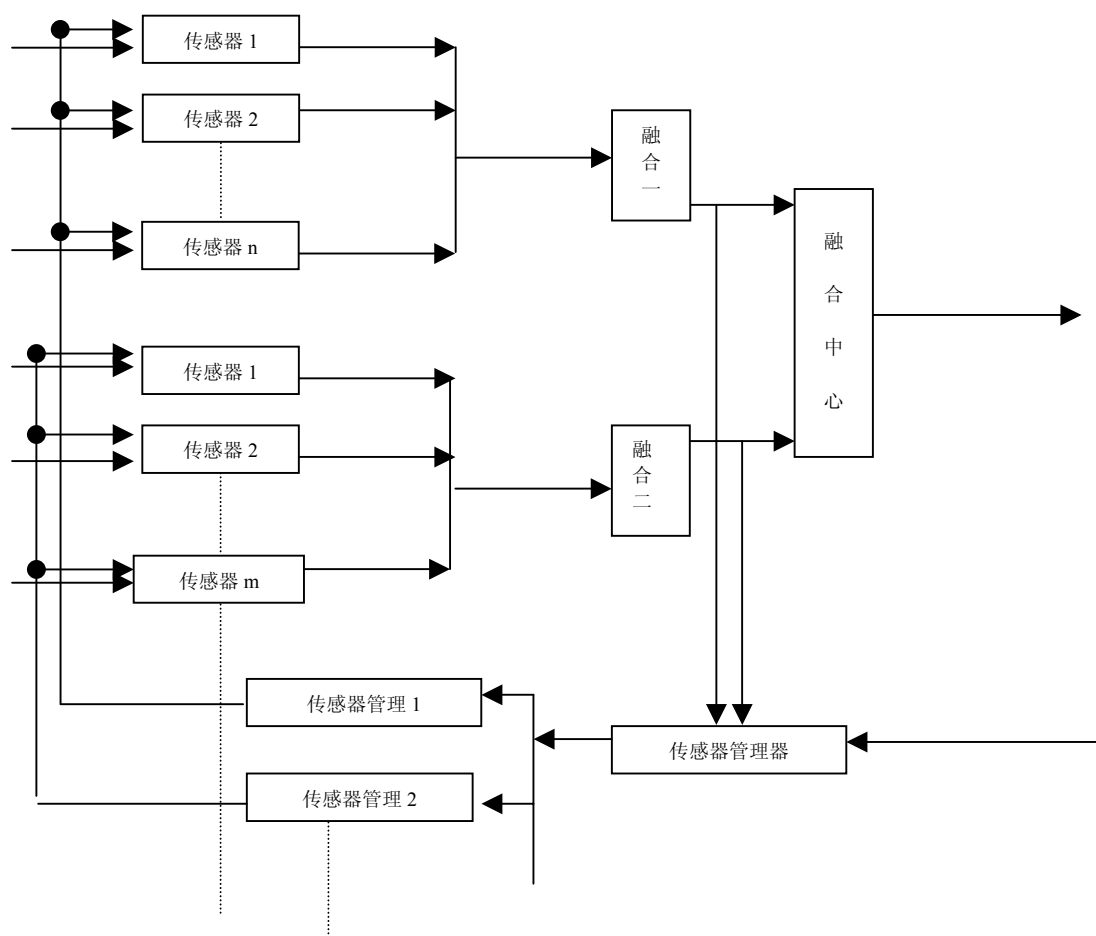 传感器 1
传感器 2
传感器 n
融
合
一
融
合
中
心
传感器 1
传感器 2
传感器 m
融
合
二
传感器管理 1
传感器管理器
传感器管理 2